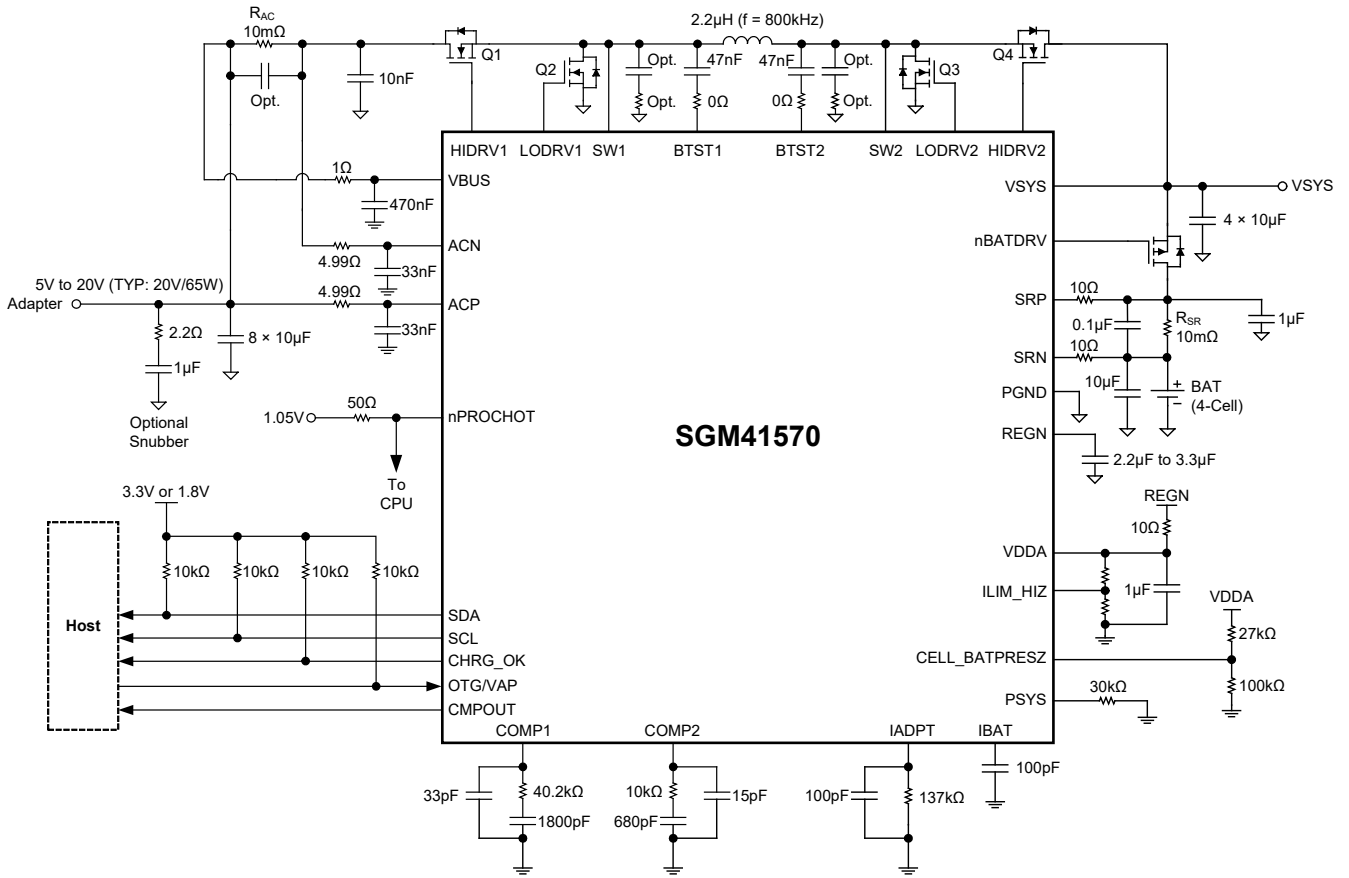 R_AC
10mΩ
Opt.
10nF
Q1
Q2
Opt.
Opt.
47nF
0Ω
2.2μH (f = 800kHz)
47nF
0Ω
Opt.
Opt.
Q3
Q4
HIDRV1
LODRV1
SW1
BTST1
BTST2
SW2
LODRV2
HIDRV2
1Ω
VBUS
470nF
4.99Ω
ACN
33nF
5V to 20V (TYP: 20V/65W)
Adapter
4.99Ω
ACP
33nF
2.2Ω
8 × 10μF
1μF
Optional
Snubber
1.05V
50Ω
nPROCHOT
To
CPU
SGM41570
VSYS
VSYS
4 × 10μF
nBATDRV
SRP
10Ω
0.1μF
R_SR
10mΩ
1μF
SRN
10Ω
10μF
+
BAT
−
(4-Cell)
PGND
REGN
2.2μF to 3.3μF
REGN
10Ω
VDDA
ILIM_HIZ
1μF
VDDA
27kΩ
CELL_BATPRESZ
100kΩ
PSYS
30kΩ
3.3V or 1.8V
10kΩ
10kΩ
10kΩ
10kΩ
Host
SDA
SCL
CHRG_OK
OTG/VAP
CMPOUT
COMP1
COMP2
IADPT
IBAT
33pF
40.2kΩ
1800pF
10kΩ
680pF
15pF
100pF
137kΩ
100pF